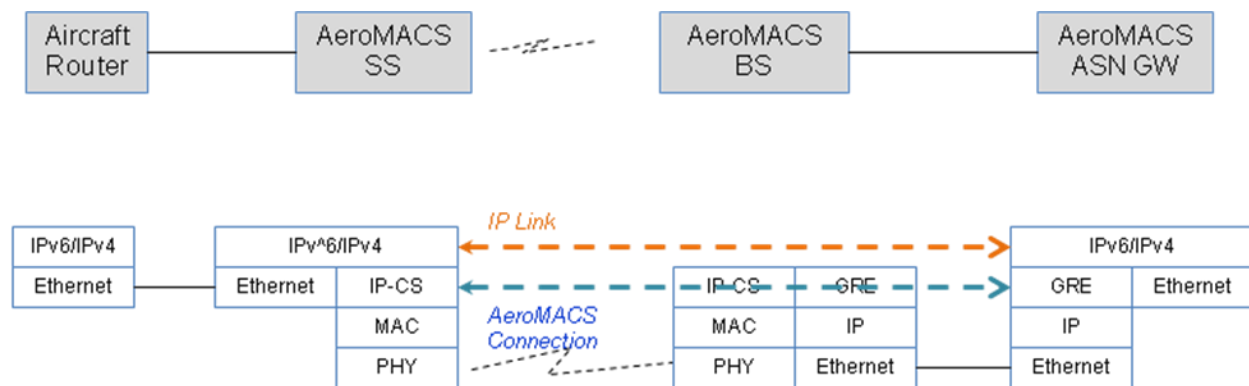 Aircraft
Router
AeroMACS
SS
AeroMACS
BS
AeroMACS
ASN GW
IP Link
IPv6/IPv4
IPv^6/IPv4
IPv6/IPv4
Ethernet
Ethernet
IP-CS
IP-CS
GRE
GRE
Ethernet
AeroMACS
Connection
MAC
MAC
IP
IP
PHY
PHY
Ethernet
Ethernet